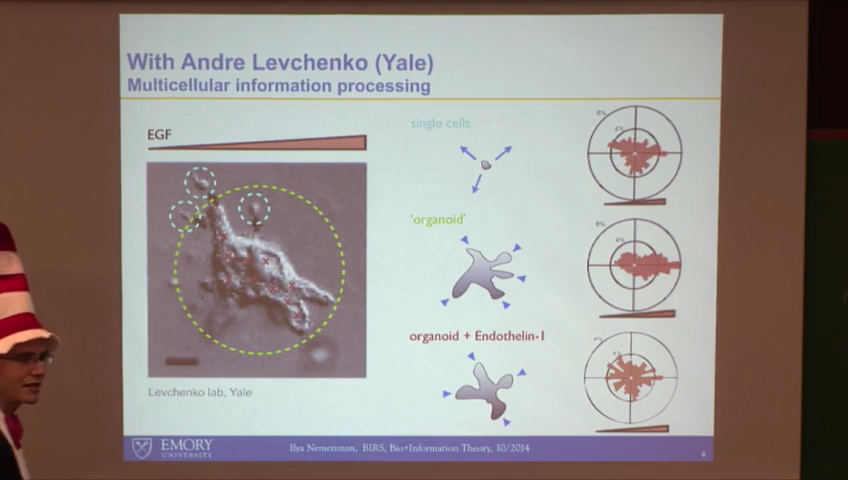 With Andre Levchenko (Yale)
Multicellular information processing
EGF
single cells
'organoid'
organoid + Endothelin-1
Levchenko lab, Yale
EMORY
UNIVERSITY
Ilya Nemenman, BIRS, Bio+Information Theory, 10/2014
4